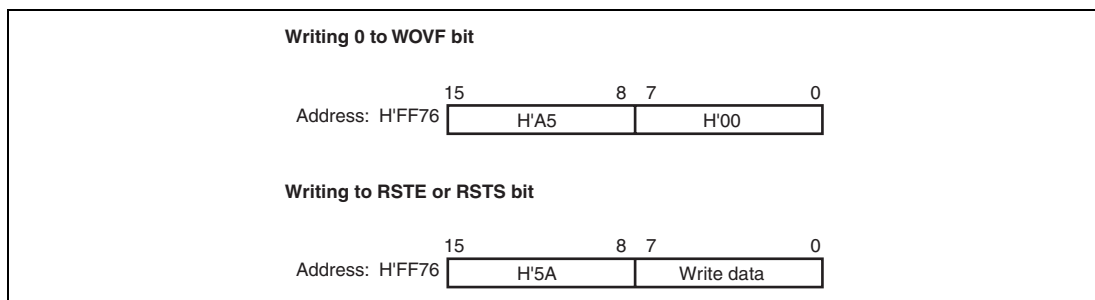 Writing 0 to WOVF bit
15 8 7 0
Address: H'FF76 H'A5 H'00
Writing to RSTE or RSTS bit
15 8 7 0
Address: H'FF76 H'5A Write data